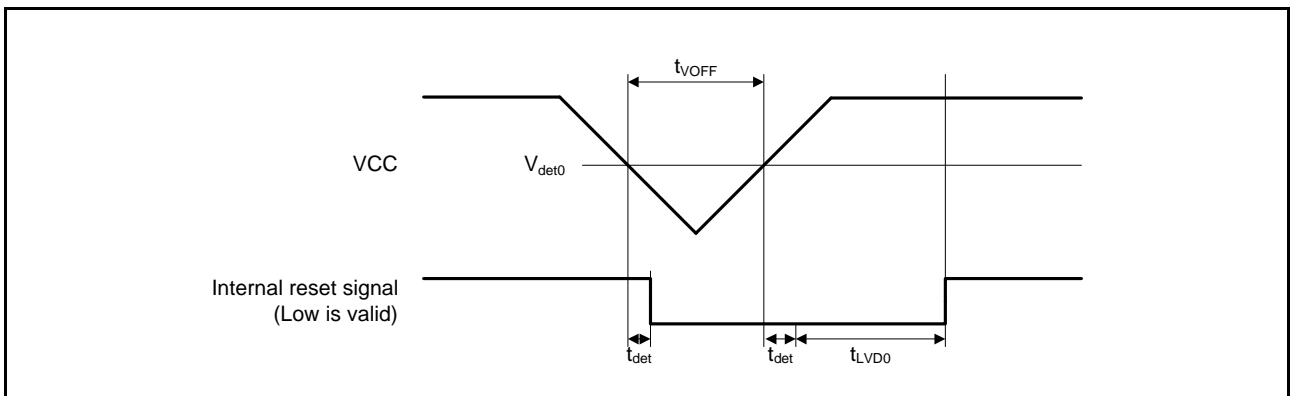 tVOFF
VCC
Vdet0
Internal reset signal
(Low is valid)
tdet
tdet
tLVD0